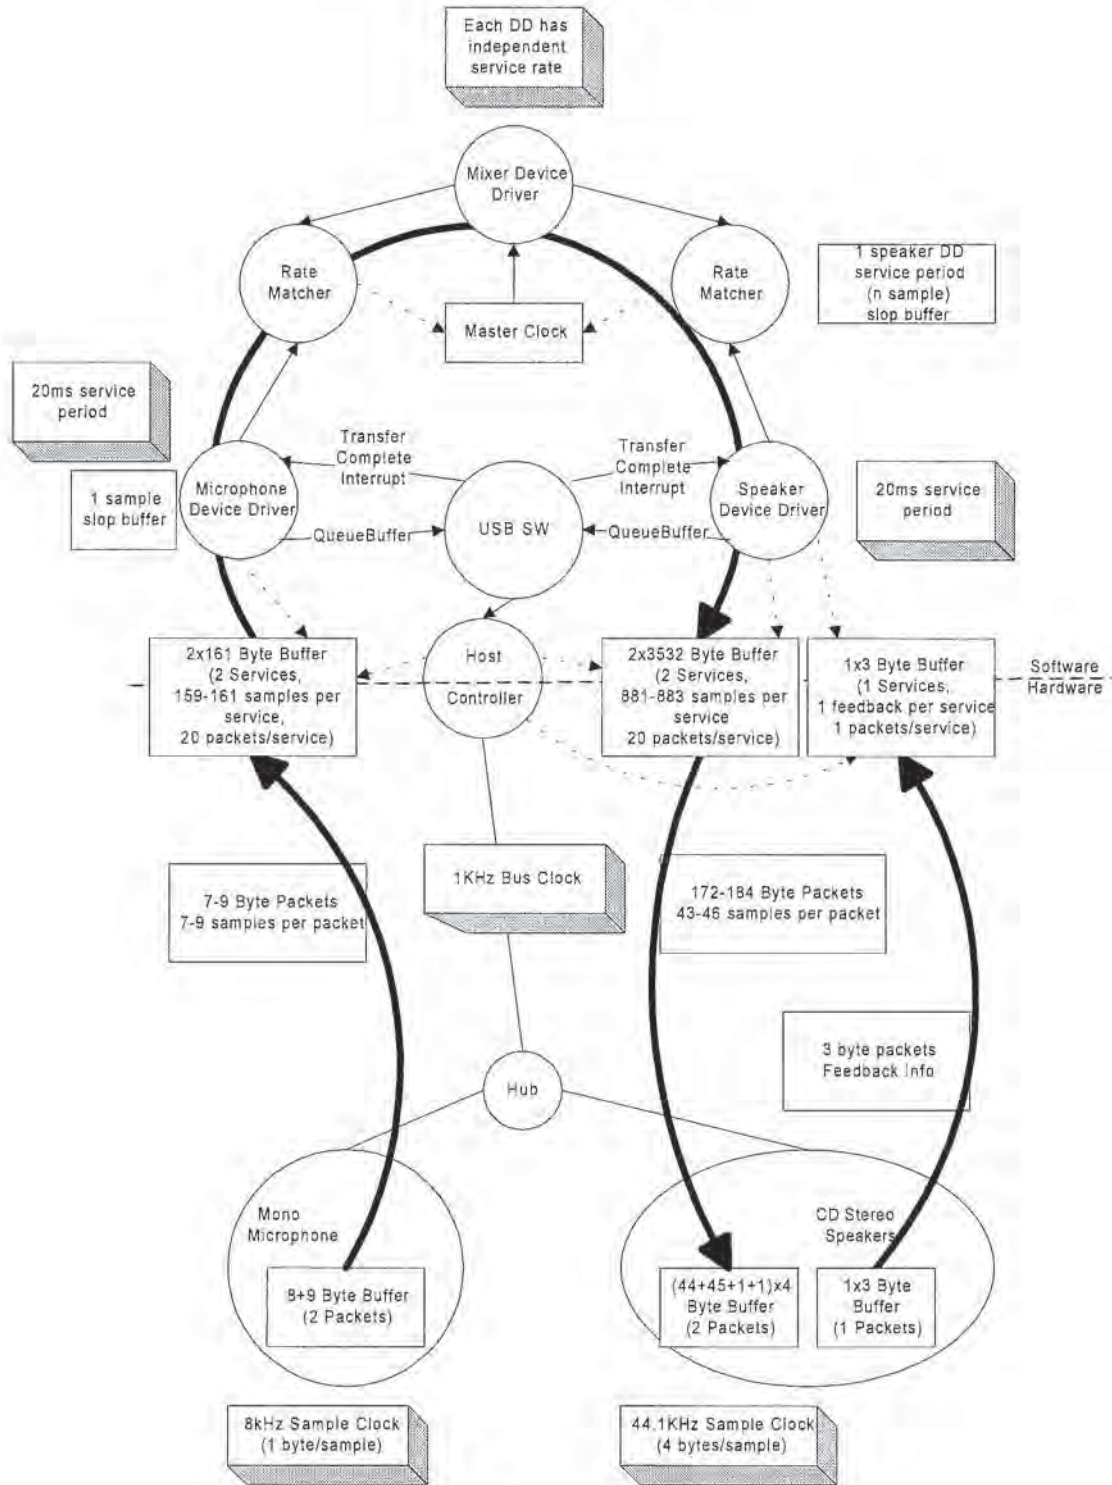 Each DD has
independent
service rate
Mixer Device
Driver
Rate
Matcher
Rate
Matcher
1 speaker DD
service period
(n sample)
slop buffer
Master Clock
20ms service
period
Transfer
Complete
Interrupt
Transfer
Complete
Interrupt
1 sample
slop buffer
Microphone
Device Driver
USB SW
Speaker
Device Driver
20ms service
period
QueueBuffer
QueueBuffer
2x161 Byte Buffer
(2 Services,
159-161 samples per
service,
20 packets/service)
Host
Controller
2x3532 Byte Buffer
(2 Services,
881-883 samples per
service
20 packets/service)
1x3 Byte Buffer
(1 Services,
1 feedback per service
1 packets/service)
Software
Hardware
7-9 Byte Packets
7-9 samples per packet
1KHz Bus Clock
172-184 Byte Packets
43-46 samples per packet
3 byte packets
Feedback Info
Hub
Mono
Microphone
CD Stereo
Speakers
8+9 Byte Buffer
(2 Packets)
(44+45+1+1)x4
Byte Buffer
(2 Packets)
1x3 Byte
Buffer
(1 Packets)
8kHz Sample Clock
(1 byte/sample)
44.1KHz Sample Clock
(4 bytes/sample)